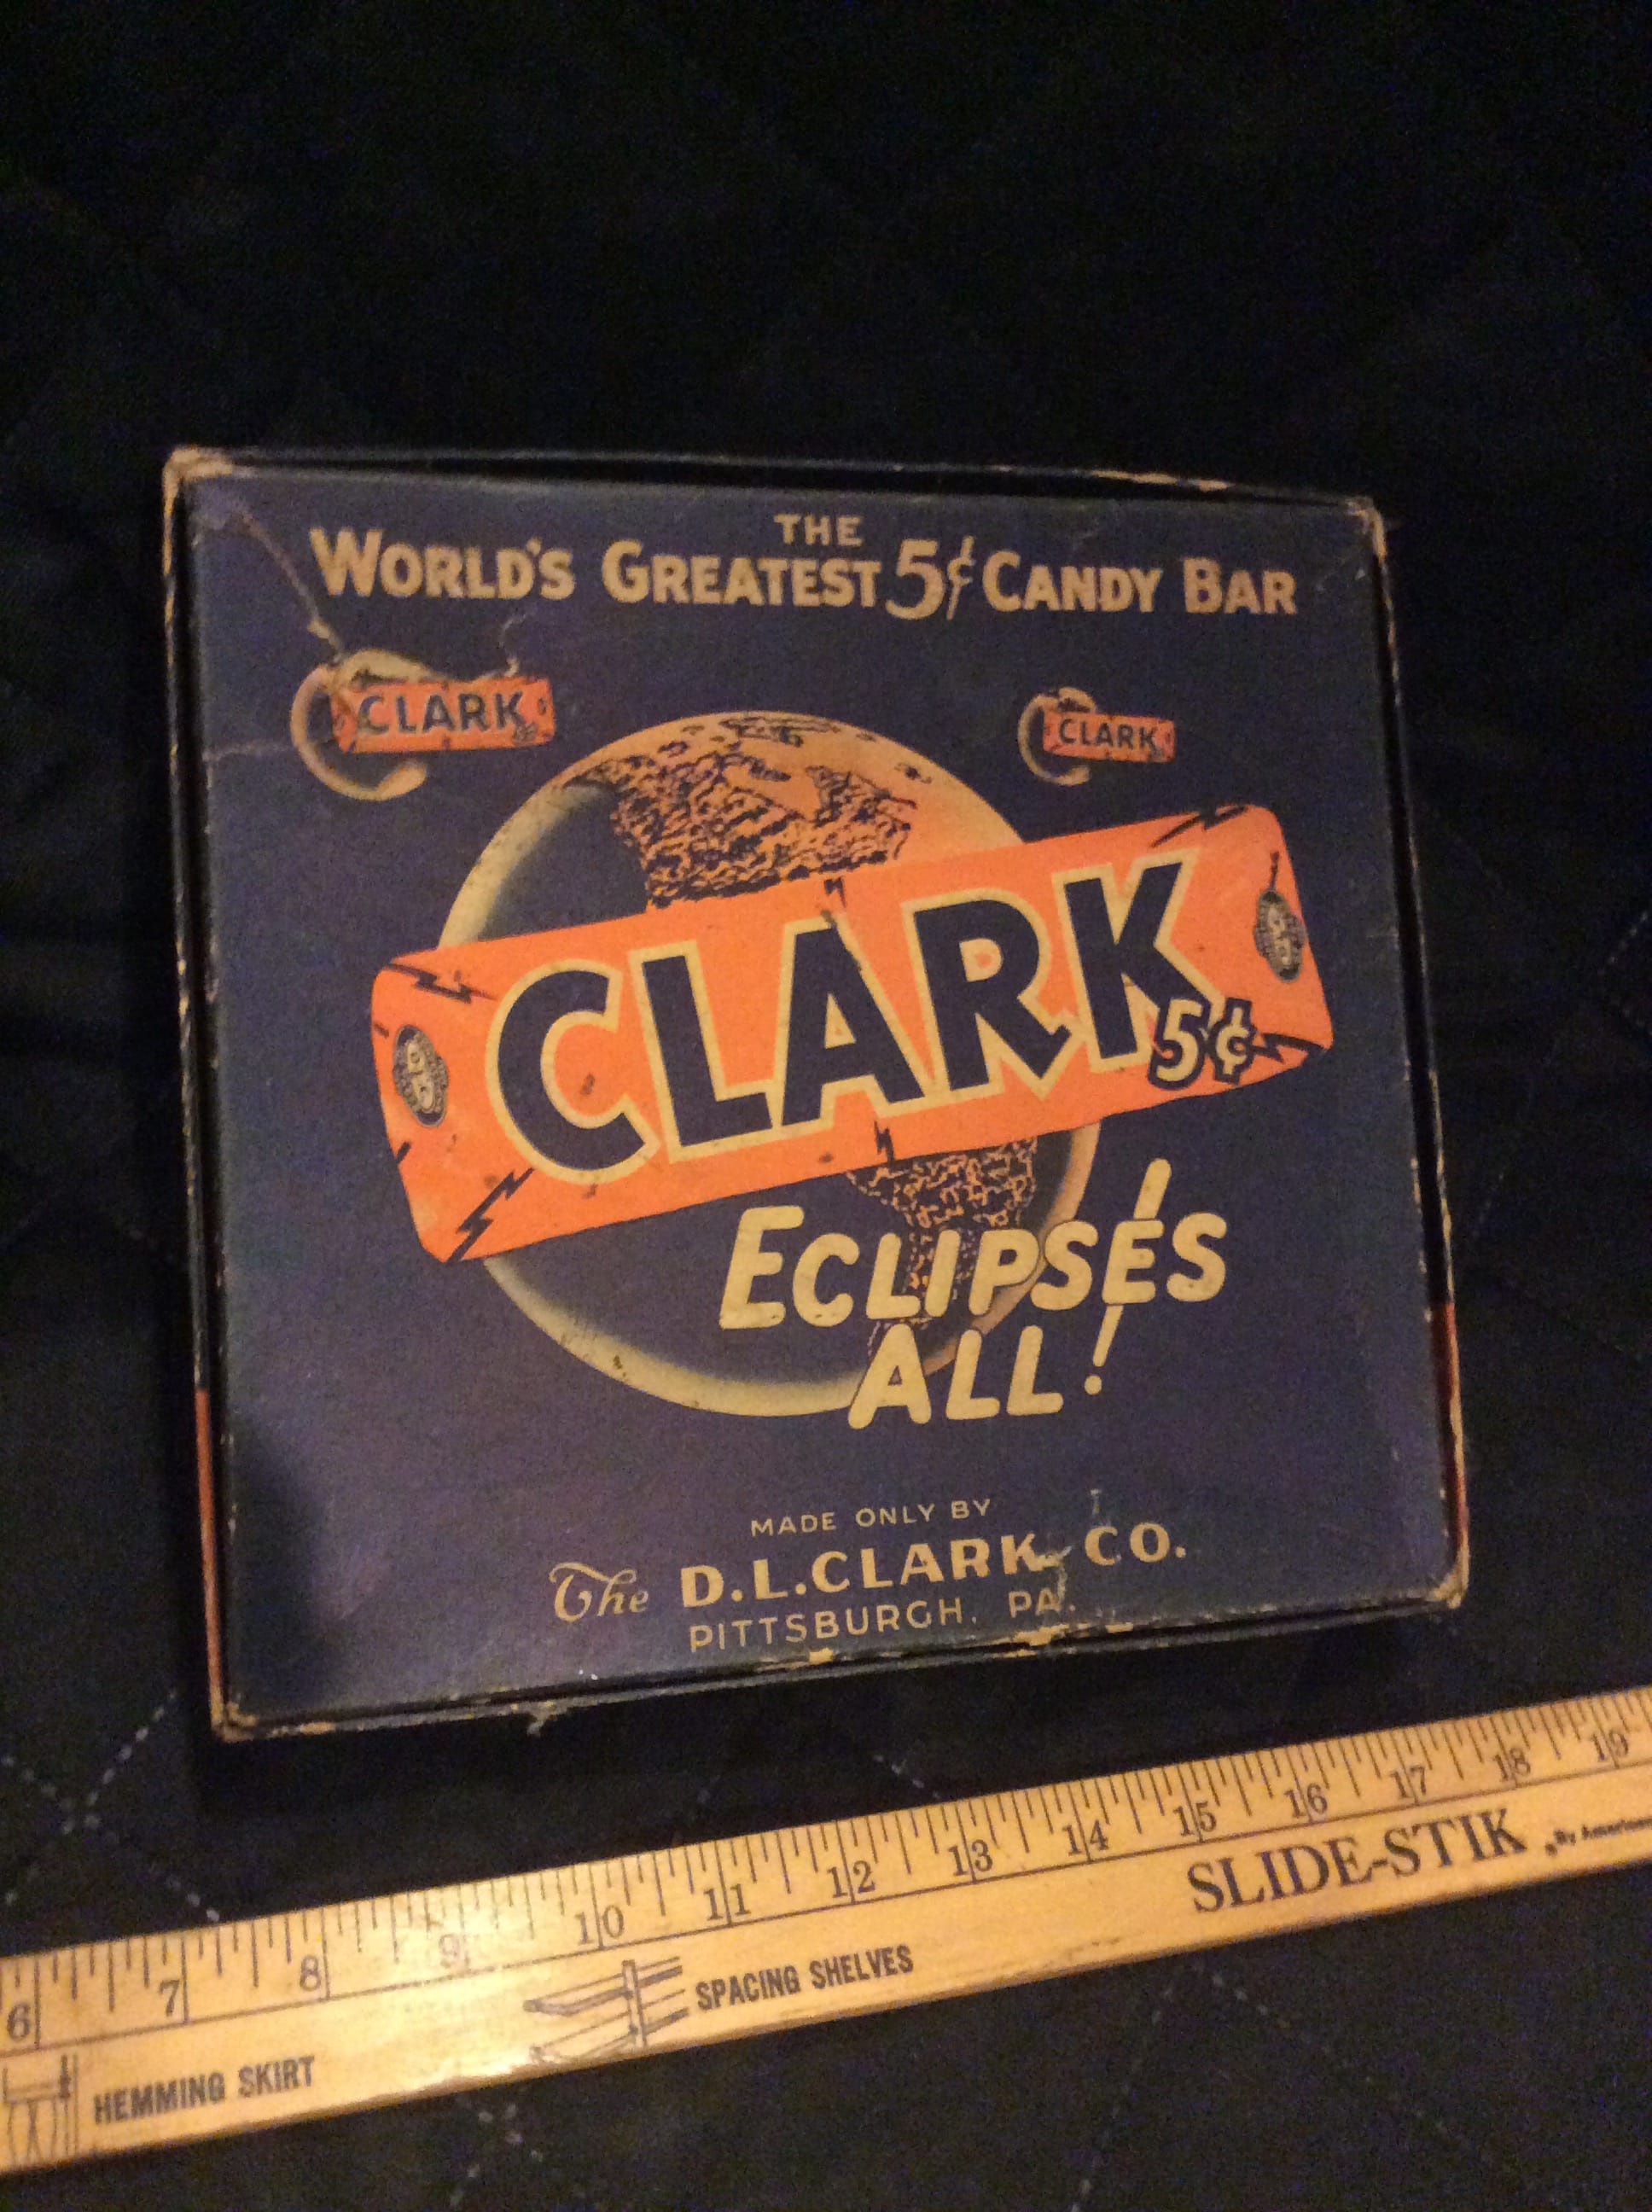 THE
WORLD'S GREATEST 5¢ CANDY BAR
CLARK
CLARK
CLARK 5¢
ECLIPSES
ALL!
MADE ONLY BY
The D.L.CLARK CO.
PITTSBURGH, PA.
6 7 8 9 10 11 12 13 14 15 16 17 18 19
SLIDE-STIK
SPACING SHELVES
HEMMING SKIRT